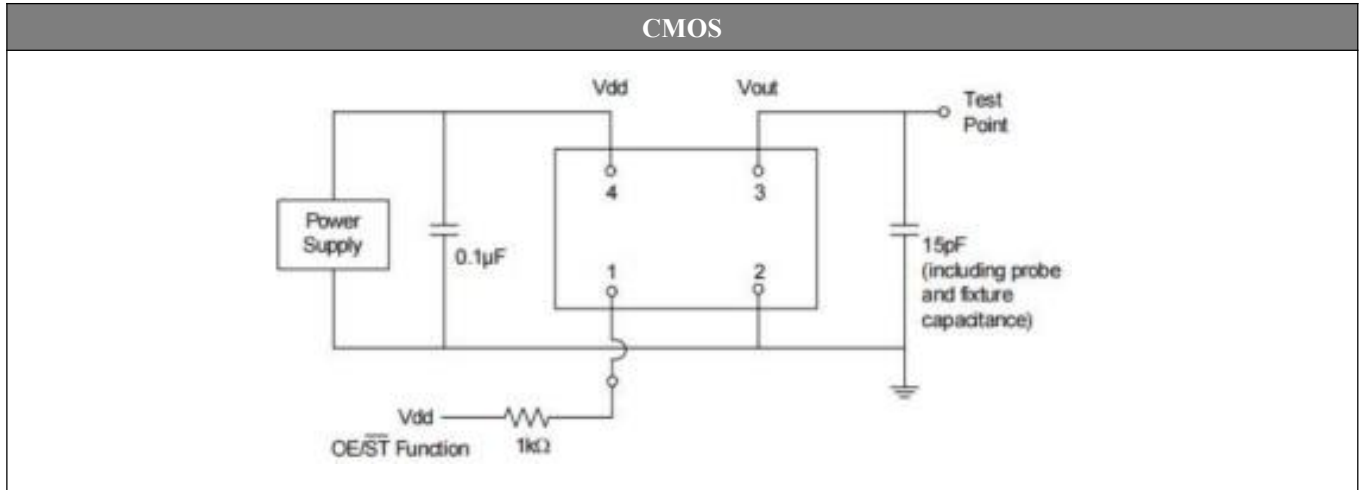 CMOS
Vdd
Vout
Test
Point
4
3
Power
Supply
0.1µF
1
2
15pF
(including probe
and fixture
capacitance)
Vdd
OE/S̅T̅ Function
1kΩ